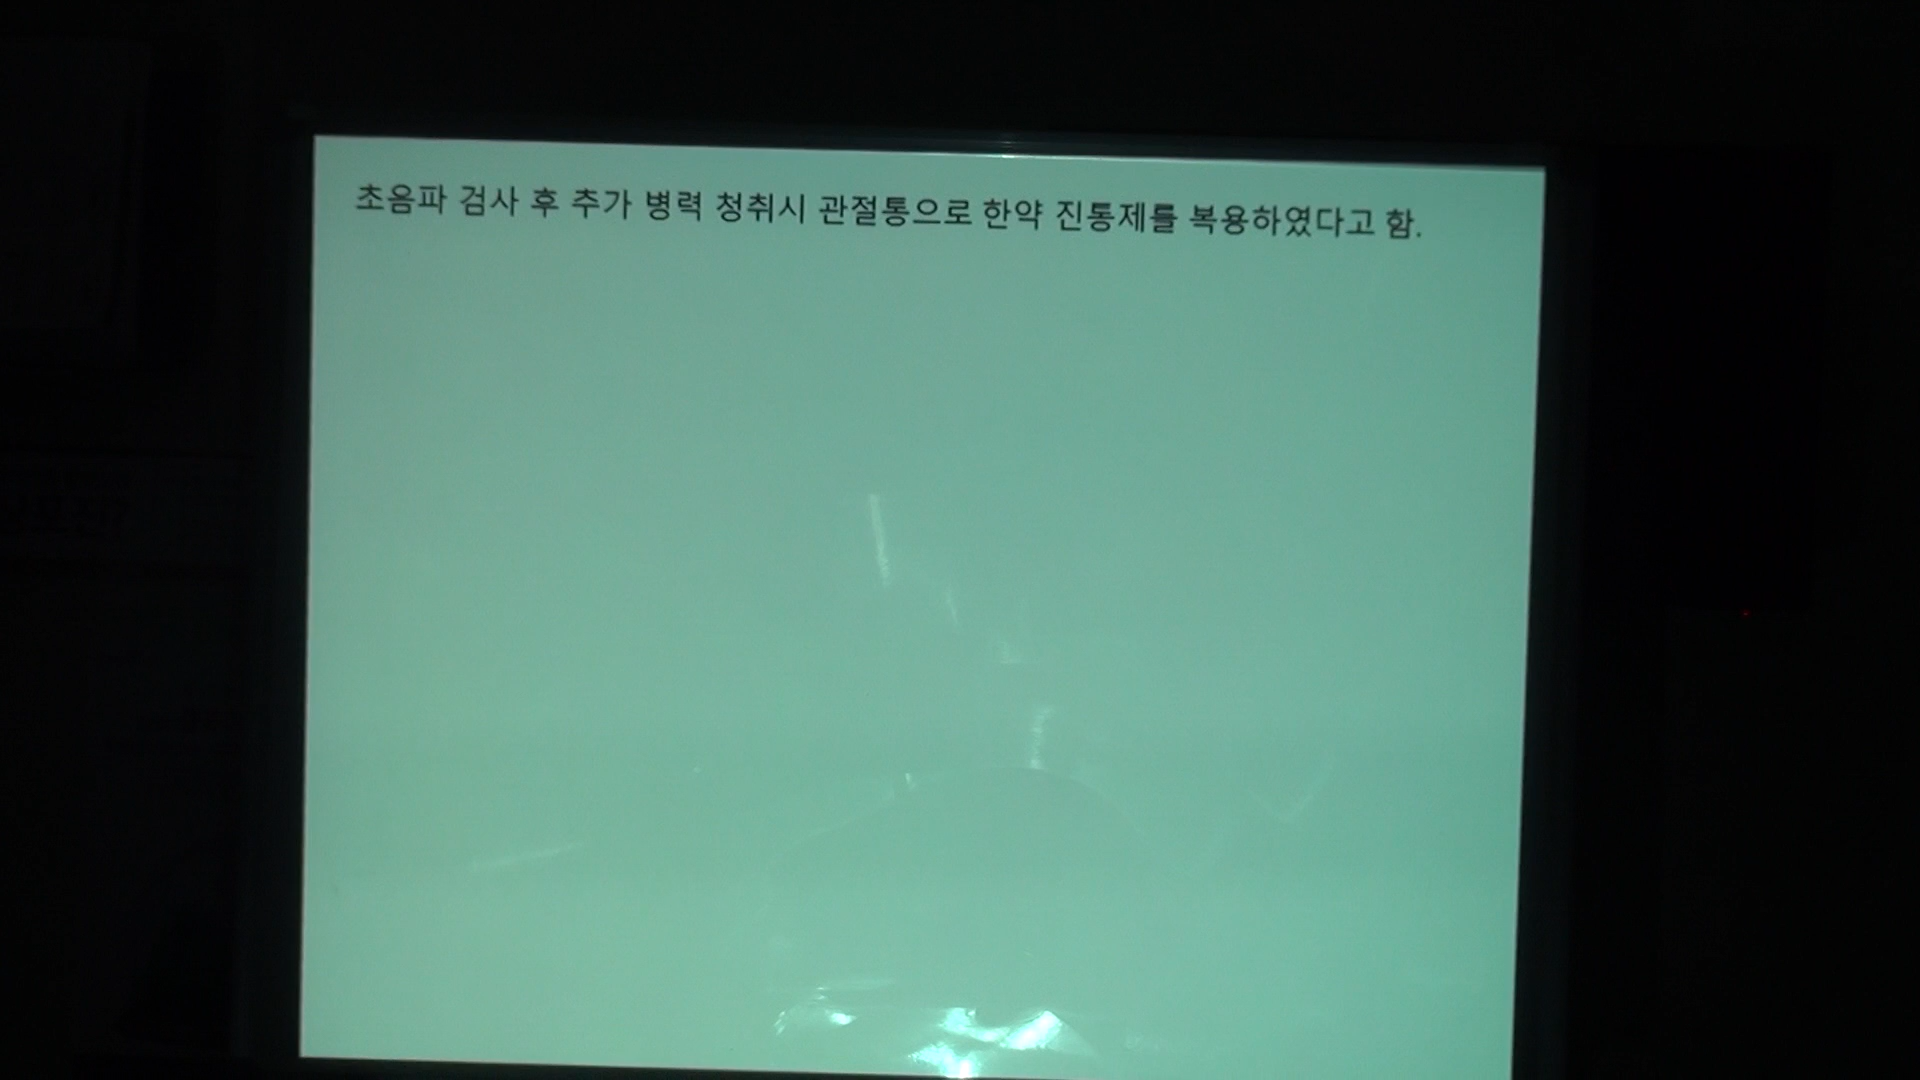 초음파 검사 후 추가 병력 청취시 관절통으로 한약 진통제를 복용하였다고 함.